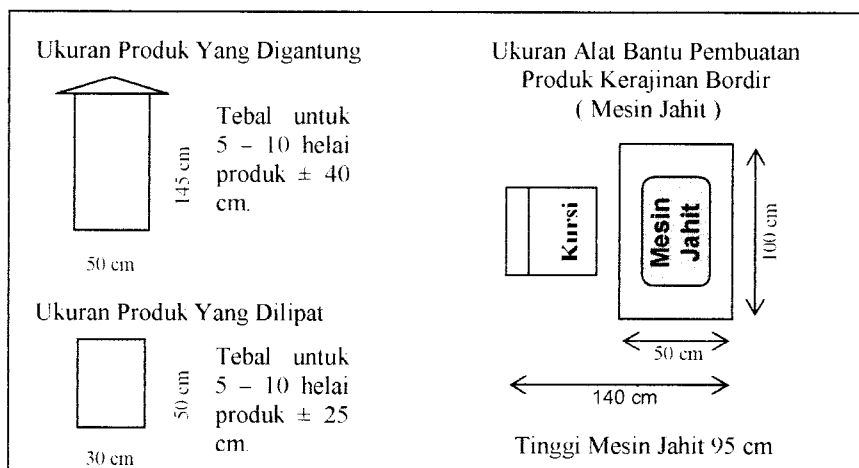 Ukuran Produk Yang Digantung
Tebal untuk
5 – 10 helai
produk ± 40
cm.
145 cm
50 cm
Ukuran Produk Yang Dilipat
Tebal untuk
5 – 10 helai
produk ± 25
cm.
50 cm
30 cm
Ukuran Alat Bantu Pembuatan
Produk Kerajinan Bordir
( Mesin Jahit )
Kursi
Mesin
Jahit
100 cm
50 cm
140 cm
Tinggi Mesin Jahit 95 cm